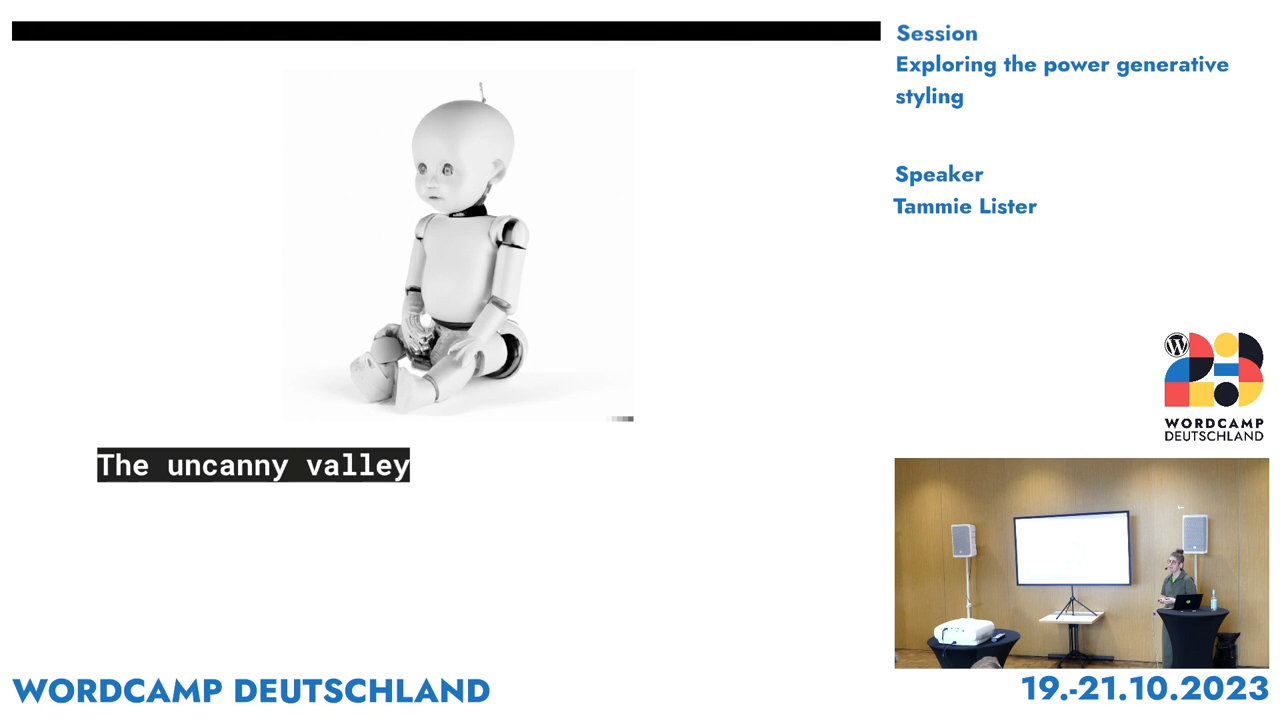 Session
Exploring the power generative
styling
Speaker
Tammie Lister
The uncanny valley
W
WORDCAMP
DEUTSCHLAND
WORDCAMP DEUTSCHLAND
19.-21.10.2023